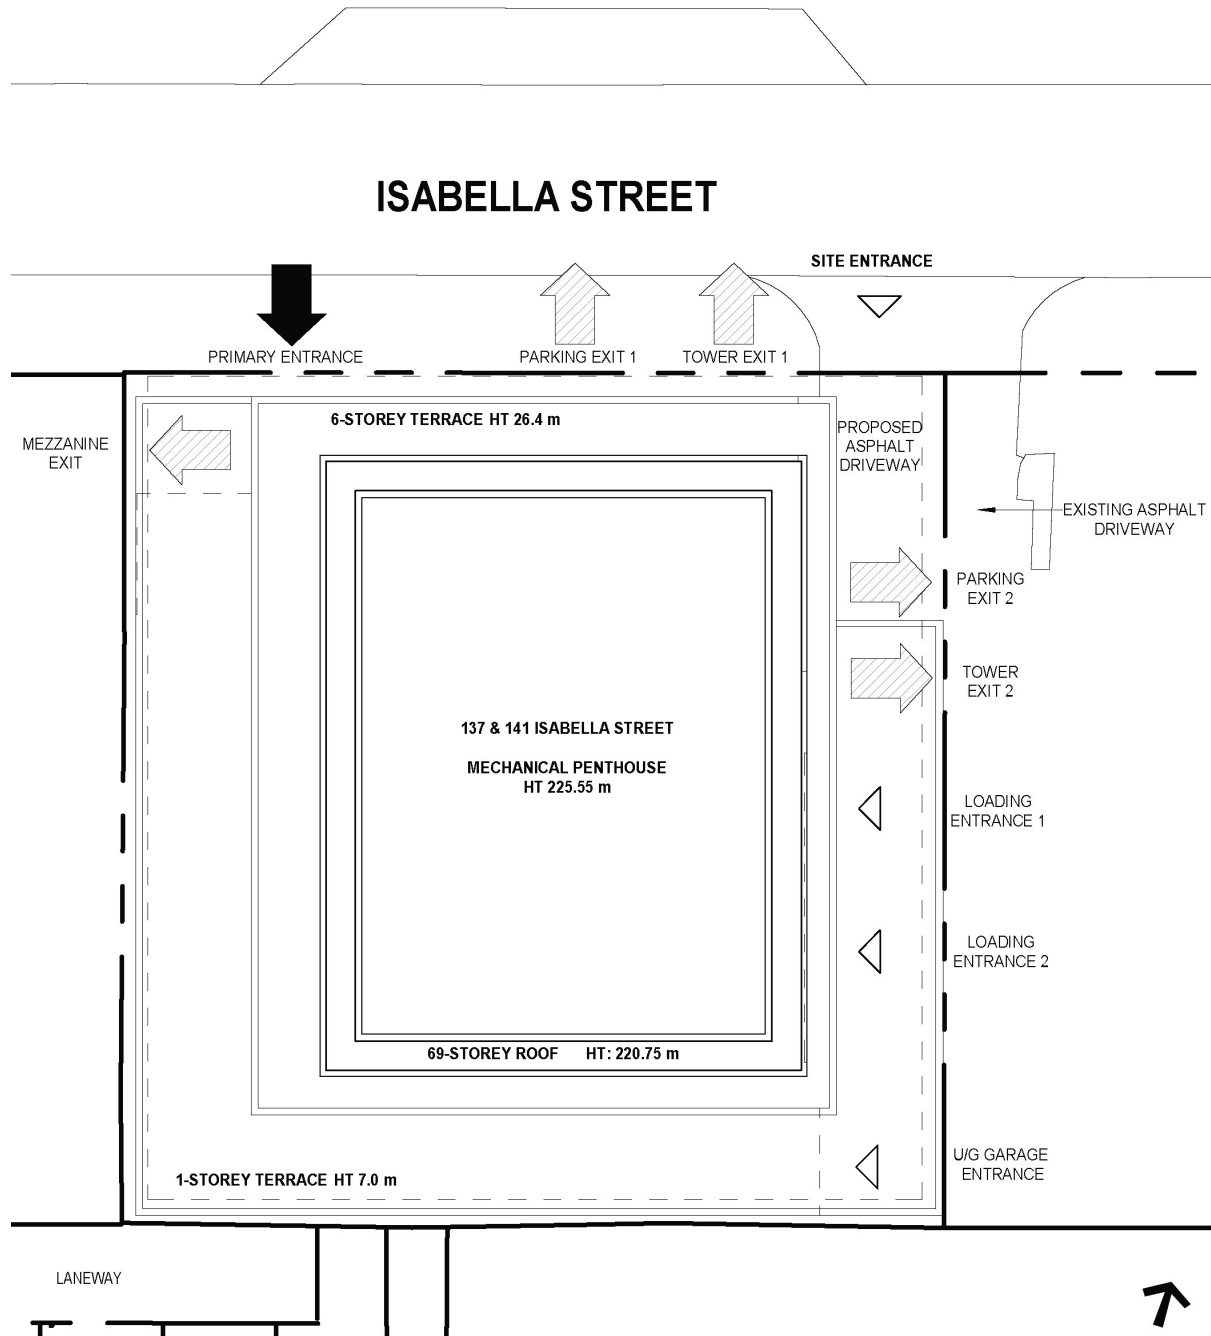 ISABELLA STREET
SITE ENTRANCE
PRIMARY ENTRANCE
PARKING EXIT 1
TOWER EXIT 1
6-STOREY TERRACE HT 26.4 m
MEZZANINE
EXIT
PROPOSED
ASPHALT
DRIVEWAY
EXISTING ASPHALT
DRIVEWAY
PARKING
EXIT 2
TOWER
EXIT 2
137 & 141 ISABELLA STREET
MECHANICAL PENTHOUSE
HT 225.55 m
LOADING
ENTRANCE 1
LOADING
ENTRANCE 2
69-STOREY ROOF HT: 220.75 m
U/G GARAGE
ENTRANCE
1-STOREY TERRACE HT 7.0 m
LANEWAY